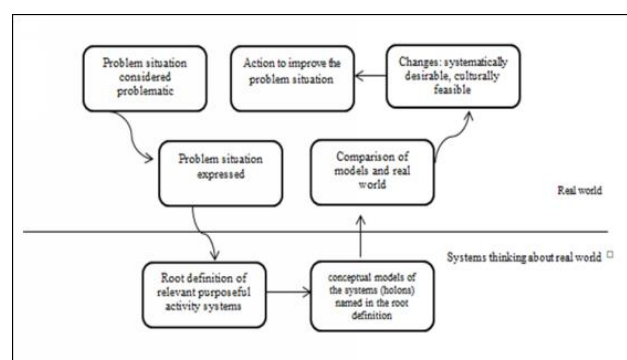 Problem situation
considered
problematic
Action to improve the
problem situation
Changes: systematically
desirable, culturally
feasible
Problem situation
expressed
Comparison of
models and real
world
Real world
Systems thinking about real world
Root definition of
relevant purposeful
activity systems
conceptual models of
the systems (holons)
named in the root
definition